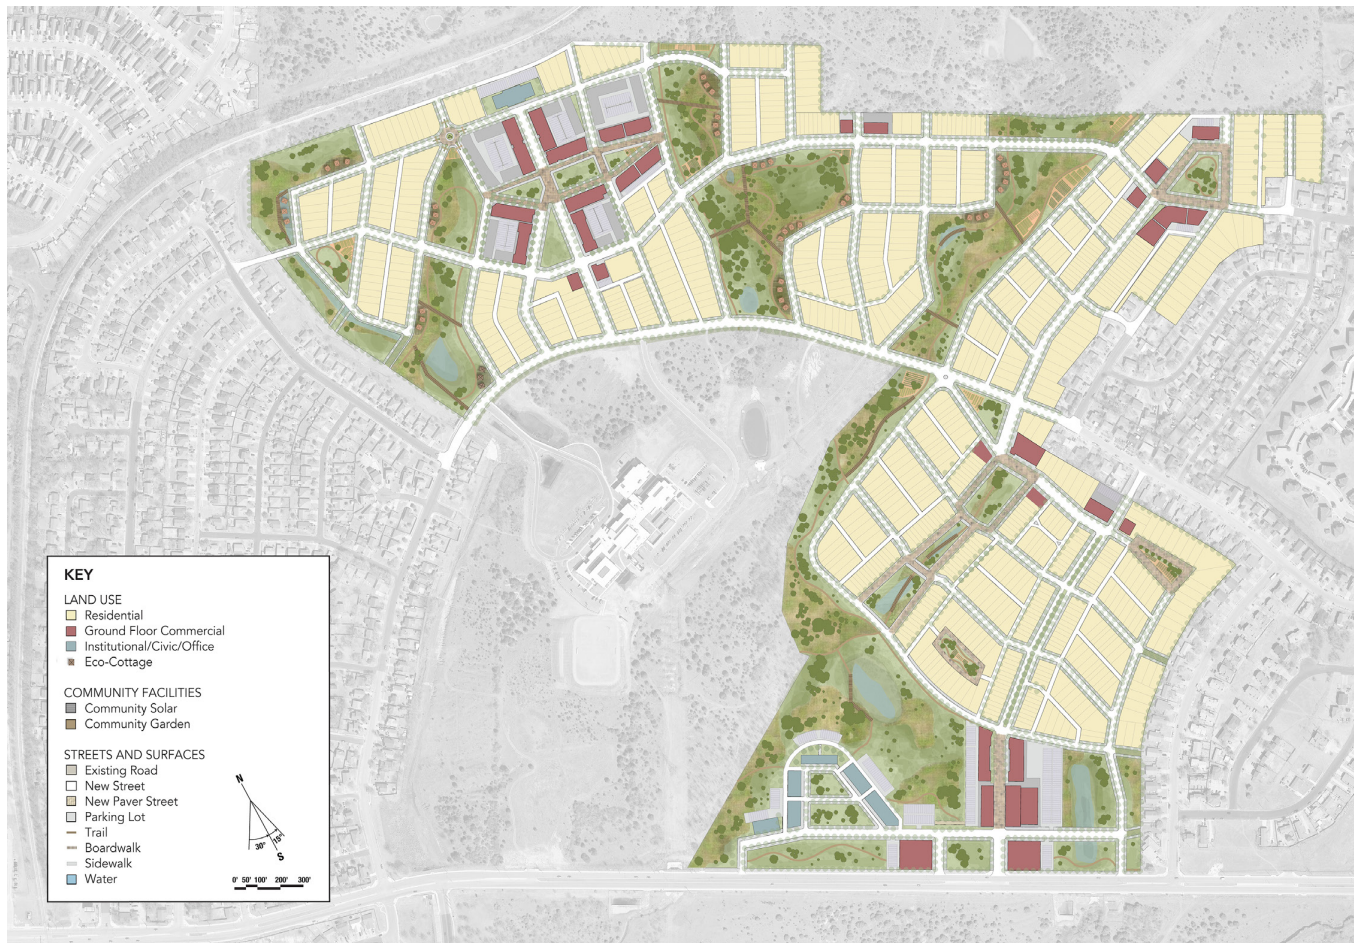 KEY
LAND USE
Residential
Ground Floor Commercial
Institutional/Civic/Office
Eco-Cottage
COMMUNITY FACILITIES
Community Solar
Community Garden
STREETS AND SURFACES
Existing Road
New Street
New Paver Street
Parking Lot
Trail
Boardwalk
Sidewalk
Water
N
30° 15°
S
0' 50' 100' 200' 300'